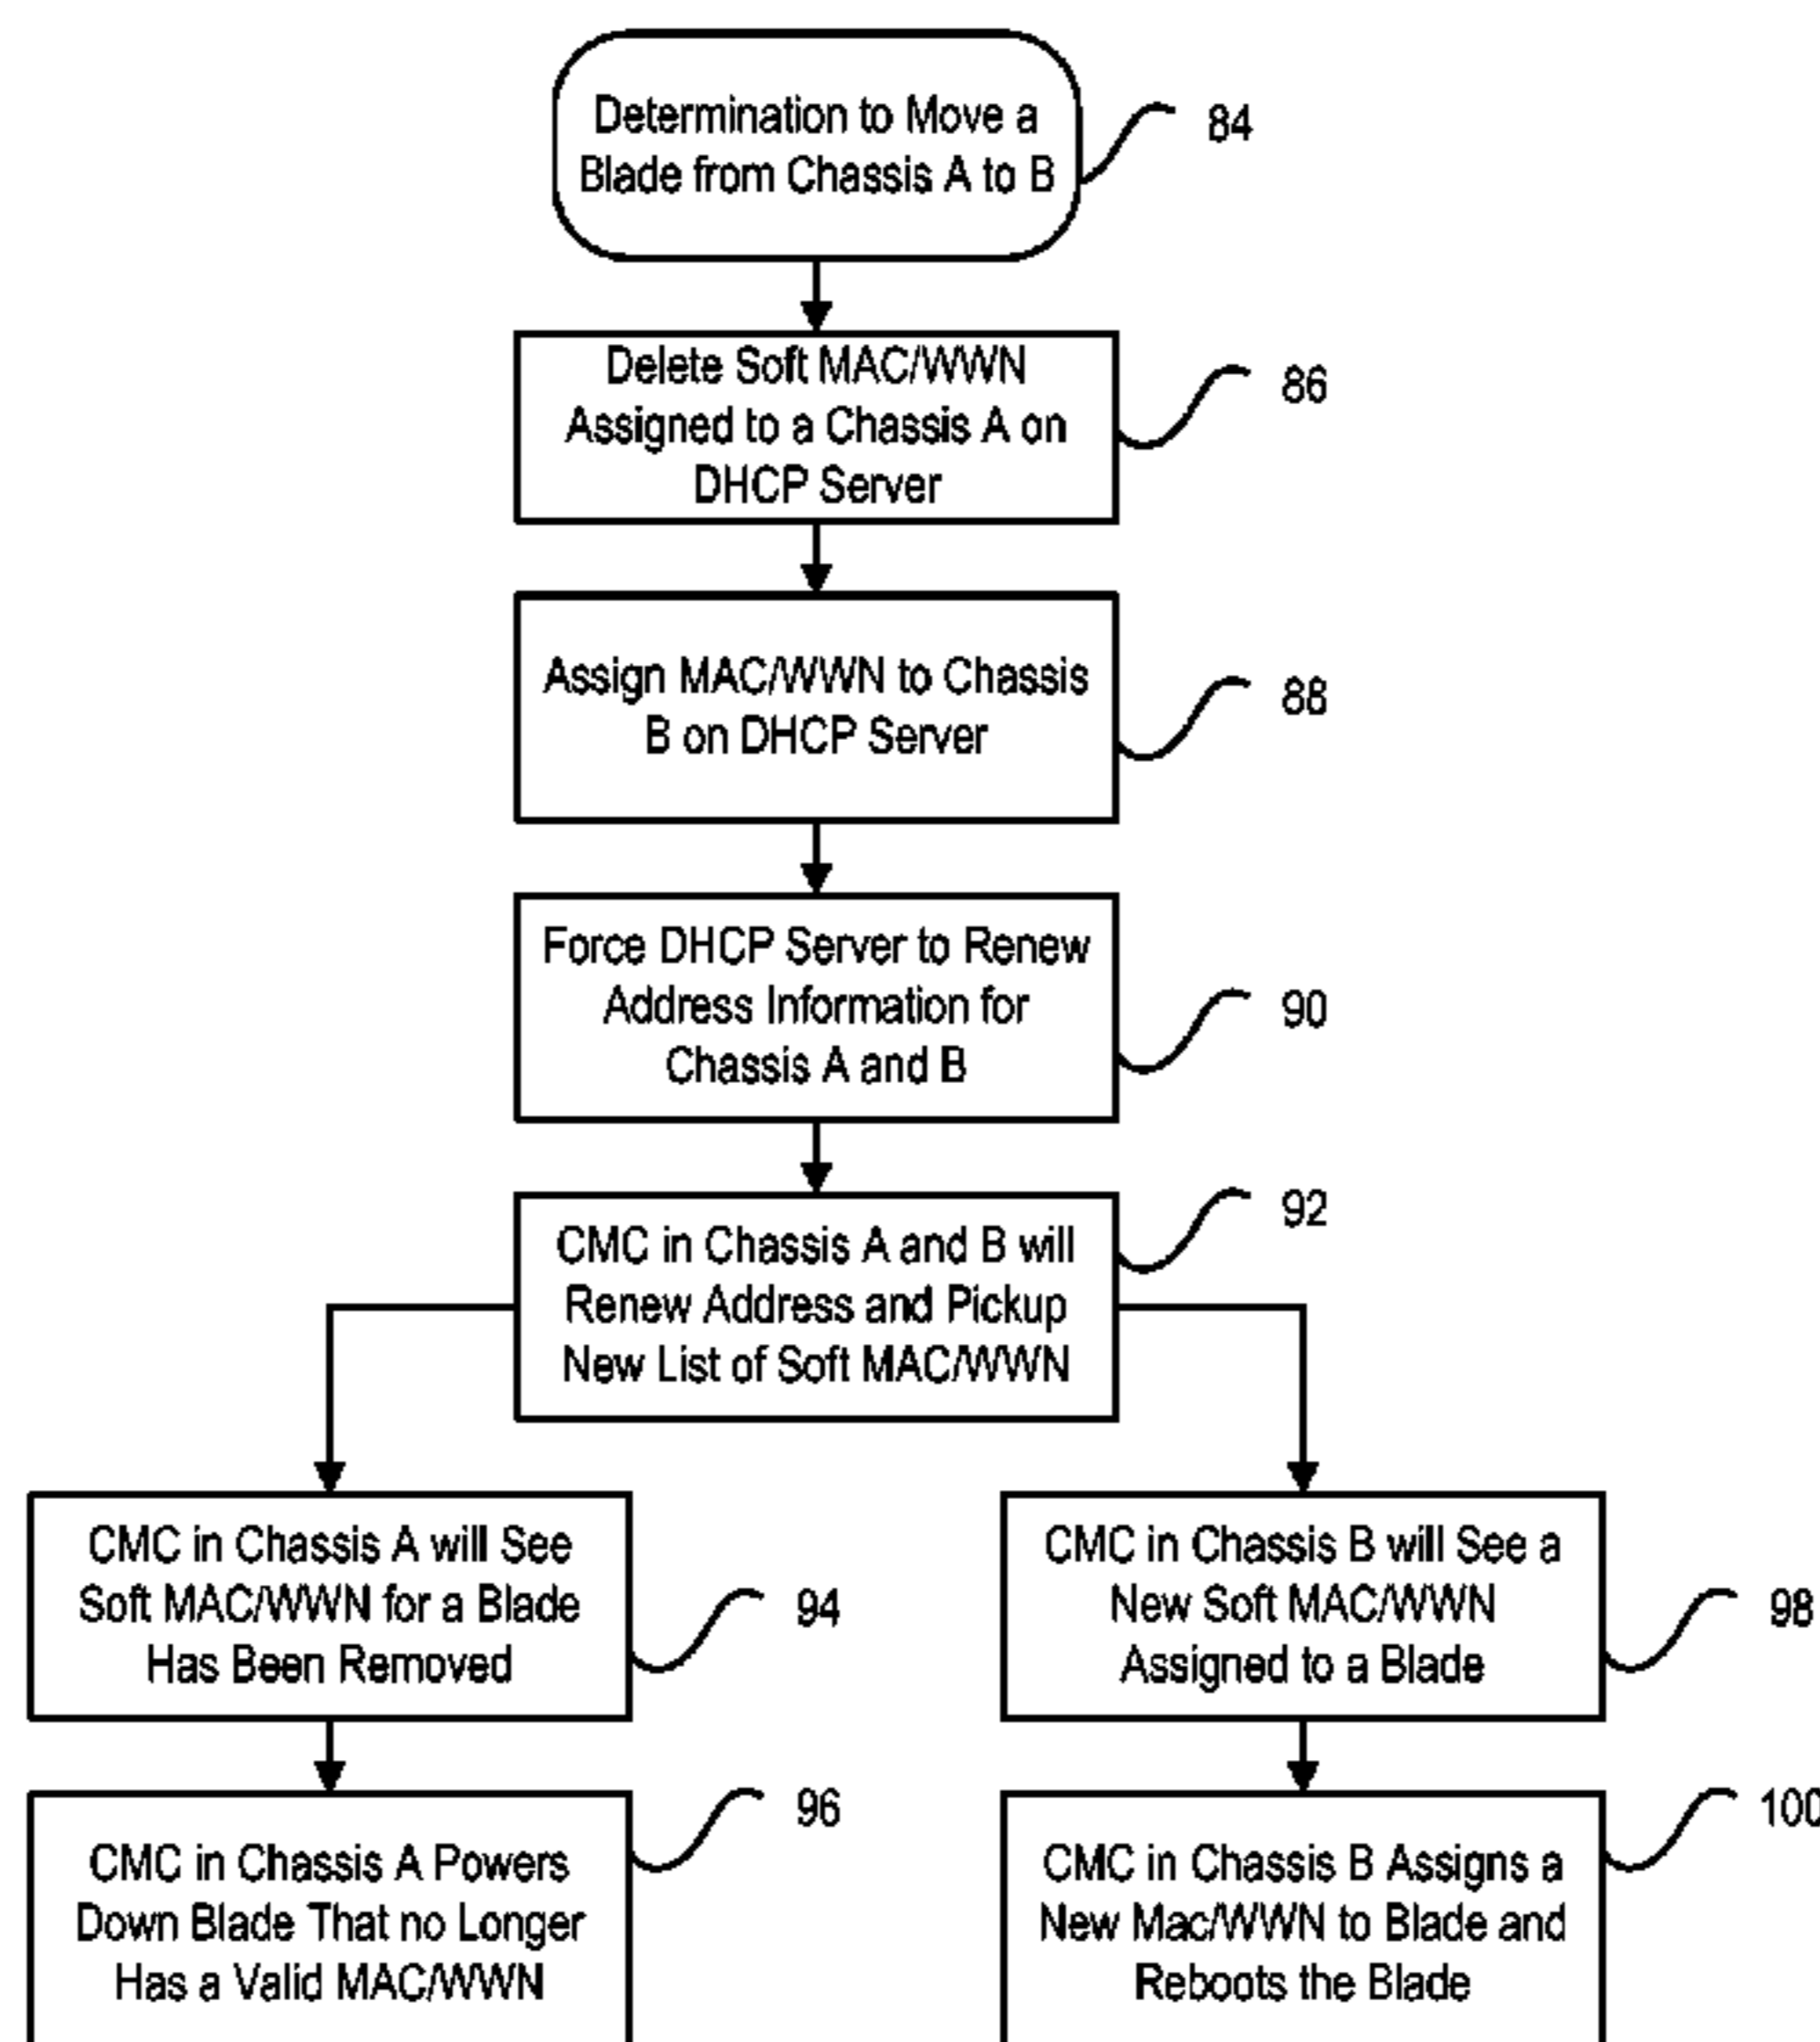 Determination to Move a
Blade from Chassis A to B
84
Delete Soft MAC/WWN
Assigned to a Chassis A on
DHCP Server
86
Assign MAC/WWN to Chassis
B on DHCP Server
88
Force DHCP Server to Renew
Address Information for
Chassis A and B
90
CMC in Chassis A and B will
Renew Address and Pickup
New List of Soft MAC/WWN
92
CMC in Chassis A will See
Soft MAC/WWN for a Blade
Has Been Removed
94
CMC in Chassis B will See a
New Soft MAC/WWN
Assigned to a Blade
98
CMC in Chassis A Powers
Down Blade That no Longer
Has a Valid MAC/WWN
96
CMC in Chassis B Assigns a
New Mac/WWN to Blade and
Reboots the Blade
100